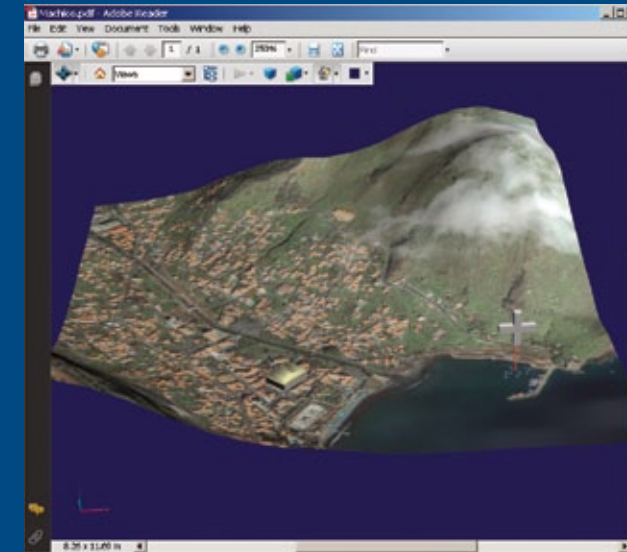 Machico.pdf - Adobe Reader
File Edit View Document Tools Window Help
1 / 1 250% Find
Views
8.26 x 11.69 in